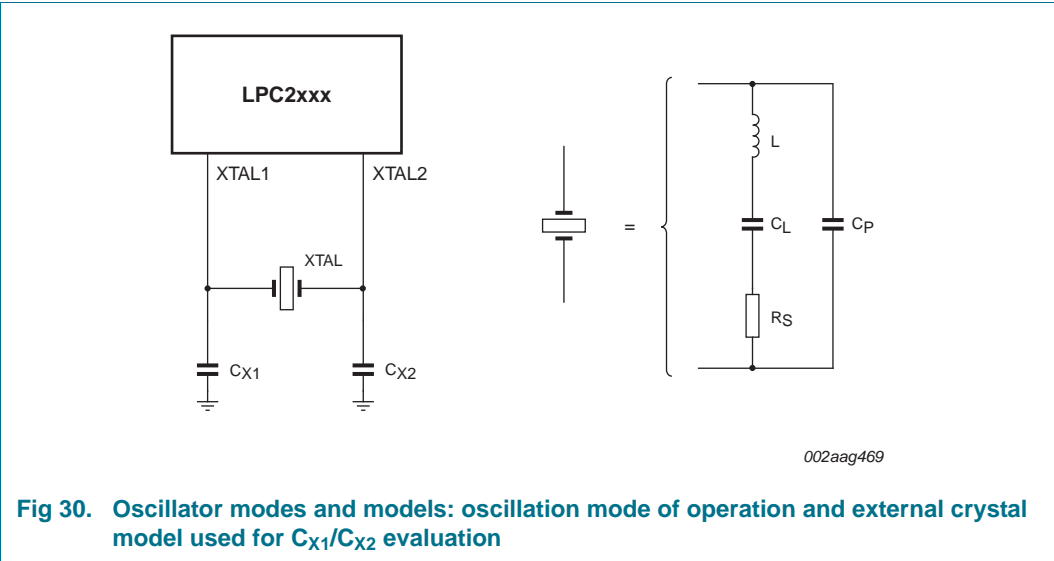 LPC2xxx
XTAL1
XTAL2
XTAL
CX1
CX2
=
L
CL
CP
RS
002aag469
Fig 30. Oscillator modes and models: oscillation mode of operation and external crystal
model used for CX1/CX2 evaluation